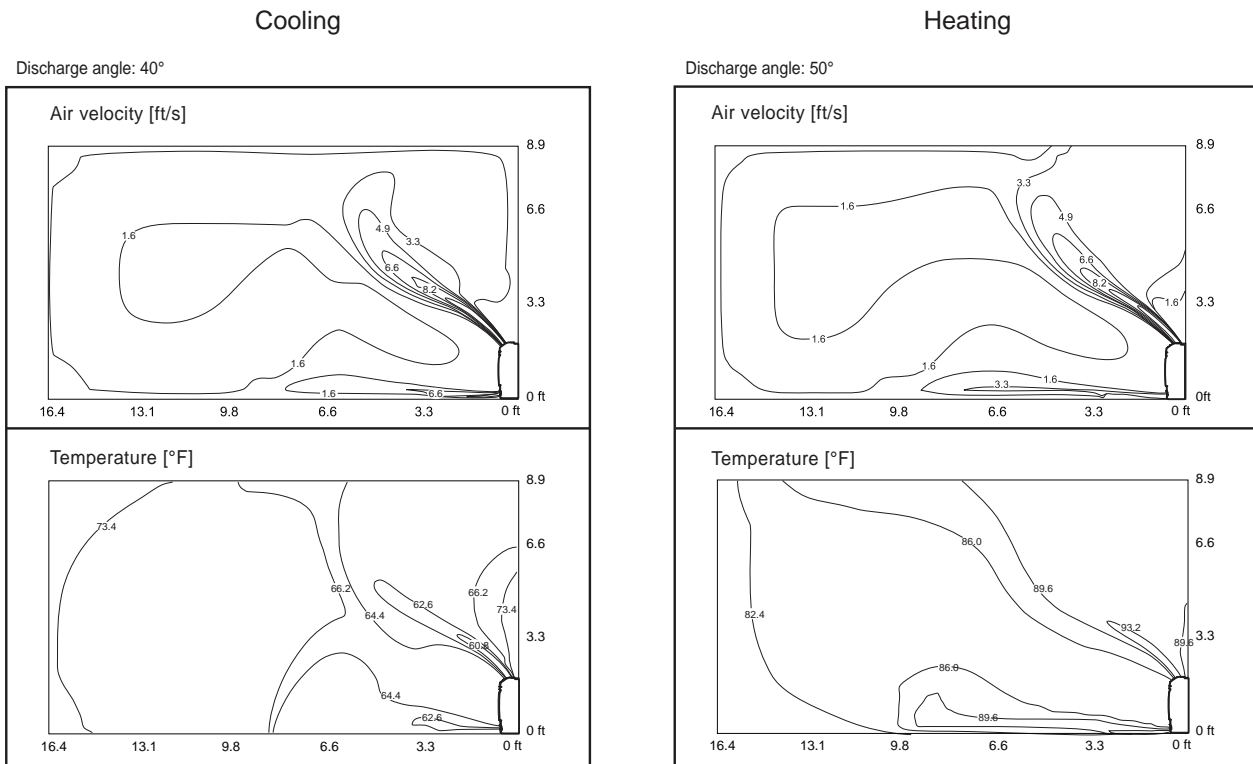 Cooling
Heating
Discharge angle: 40°
Discharge angle: 50°
Air velocity [ft/s]
8.9
6.6
3.3
0 ft
4.9
3.3
6.6
8.2
1.6
1.6
1.6
6.6
16.4 13.1 9.8 6.6 3.3 0 ft
Air velocity [ft/s]
8.9
6.6
3.3
0ft
3.3
4.9
1.6
6.6
8.2
1.6
1.6
1.6
1.6
3.3
16.4 13.1 9.8 6.6 3.3 0 ft
Temperature [°F]
8.9
6.6
3.3
0 ft
73.4
66.2
66.2
62.6
64.4
73.4
60.8
64.4
62.6
16.4 13.1 9.8 6.6 3.3 0 ft
Temperature [°F]
8.9
6.6
3.3
0 ft
86.0
89.6
82.4
93.2
89.6
86.0
89.6
16.4 13.1 9.8 6.6 3.3 0 ft